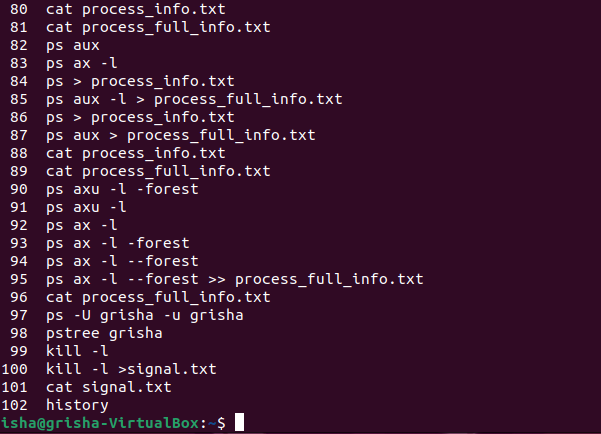 80 cat process_info.txt
81 cat process_full_info.txt
82 ps aux
83 ps ax -l
84 ps > process_info.txt
85 ps aux -l > process_full_info.txt
86 ps > process_info.txt
87 ps aux > process_full_info.txt
88 cat process_info.txt
89 cat process_full_info.txt
90 ps axu -l -forest
91 ps axu -l
92 ps ax -l
93 ps ax -l -forest
94 ps ax -l --forest
95 ps ax -l --forest >> process_full_info.txt
96 cat process_full_info.txt
97 ps -U grisha -u grisha
98 pstree grisha
99 kill -l
100 kill -l >signal.txt
101 cat signal.txt
102 history
isha@grisha-VirtualBox:~$